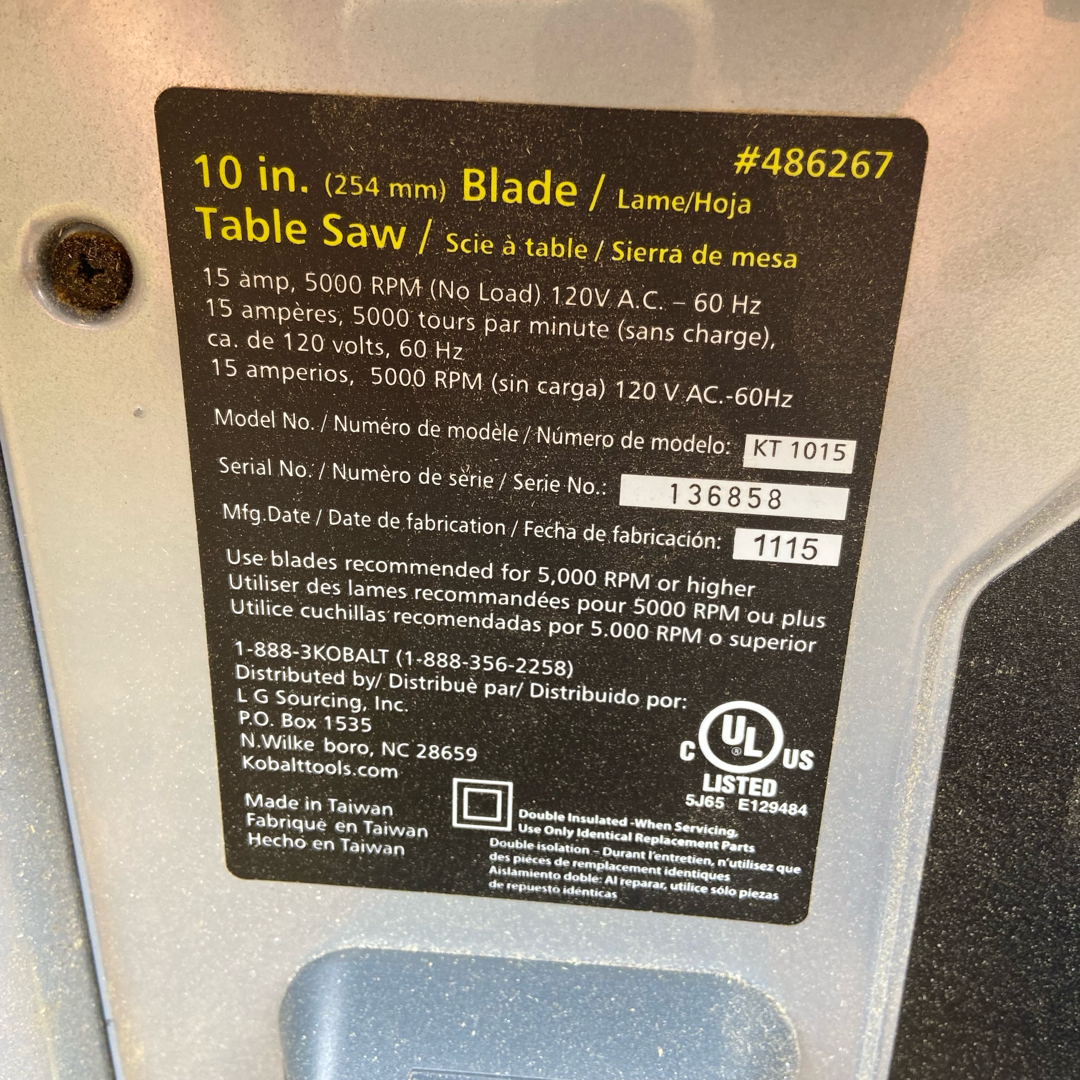 #486267
10 in. (254 mm) Blade / Lame/Hoja
Table Saw / Scie à table / Sierra de mesa
15 amp, 5000 RPM (No Load) 120V A.C. – 60 Hz
15 ampères, 5000 tours par minute (sans charge),
ca. de 120 volts, 60 Hz
15 amperios, 5000 RPM (sin carga) 120 V AC.-60Hz
Model No. / Numéro de modèle / Número de modelo: KT 1015
Serial No. / Numèro de sèrie / Serie No.: 136858
Mfg.Date / Date de fabrication / Fecha de fabricación: 1115
Use blades recommended for 5,000 RPM or higher
Utiliser des lames recommandées pour 5000 RPM ou plus
Utilice cuchillas recomendadas por 5.000 RPM o superior
1-888-3KOBALT (1-888-356-2258)
Distributed by/ Distribuè par/ Distribuido por:
L G Sourcing, Inc.
P.O. Box 1535
N.Wilke boro, NC 28659
Kobalttools.com
C UL ® US
LISTED
5J65 E129484
Made in Taiwan
Fabriquè en Taiwan
Hecho en Taiwan
Double Insulated -When Servicing,
Use Only Identical Replacement Parts
Double isolation – Durant l'entretien, n'utilisez que
des piéces de remplacement identiques
Aislamiento doble: Al reparar, utilice sólo piezas
de repuesto idénticas